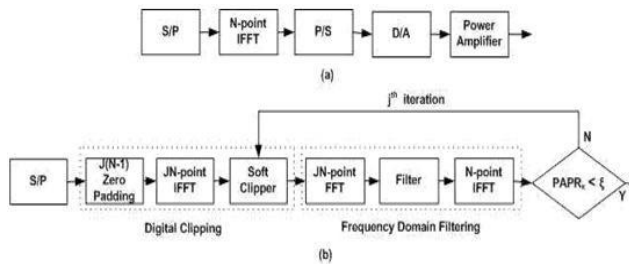 S/P
N-point
IFFT
P/S
D/A
Power
Amplifier
(a)
jth iteration
N
S/P
J(N-1)
Zero
Padding
JN-point
IFFT
Soft
Clipper
JN-point
FFT
Filter
N-point
IFFT
PAPRx < ξ
Y
Digital Clipping
Frequency Domain Filtering
(b)